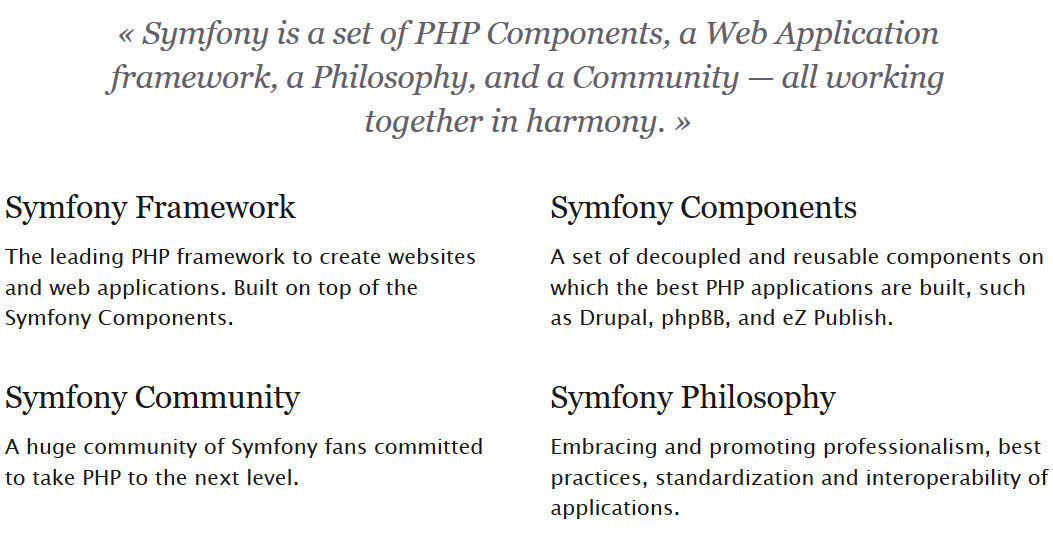 « Symfony is a set of PHP Components, a Web Application
framework, a Philosophy, and a Community — all working
together in harmony. »
Symfony Framework
The leading PHP framework to create websites
and web applications. Built on top of the
Symfony Components.
Symfony Components
A set of decoupled and reusable components on
which the best PHP applications are built, such
as Drupal, phpBB, and eZ Publish.
Symfony Community
A huge community of Symfony fans committed
to take PHP to the next level.
Symfony Philosophy
Embracing and promoting professionalism, best
practices, standardization and interoperability of
applications.